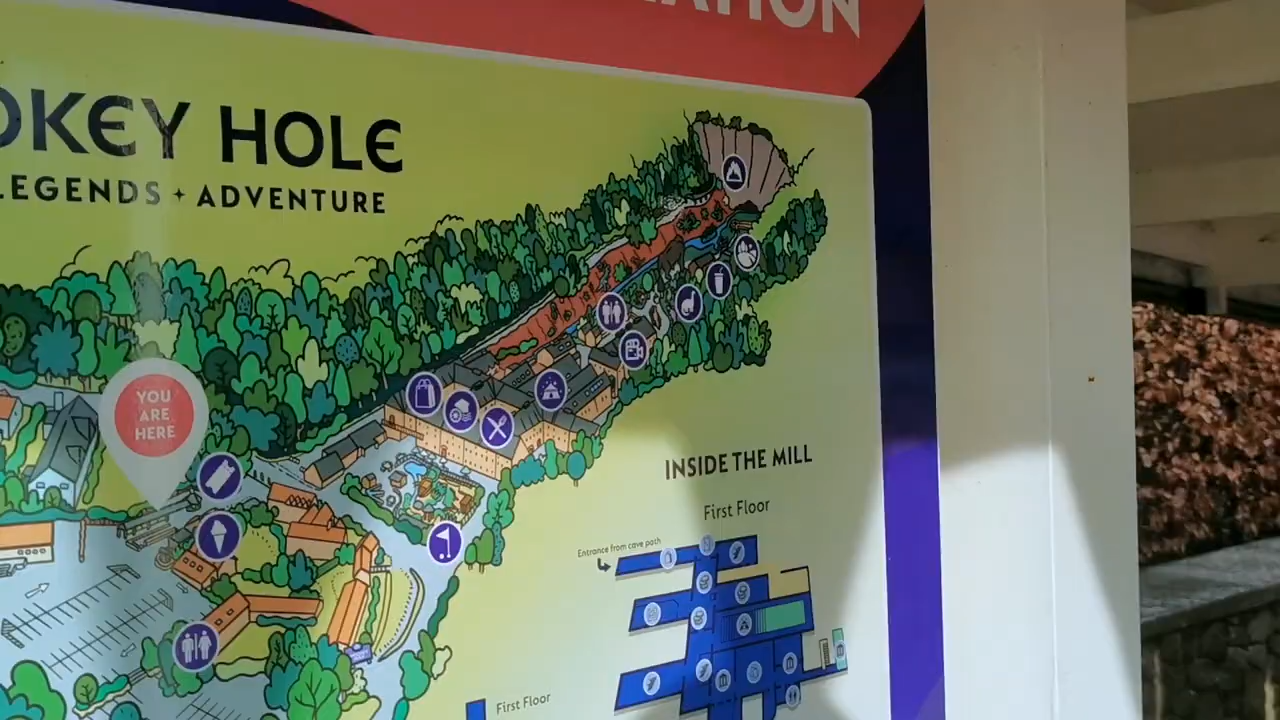 OKEY HOLE
LEGENDS + ADVENTURE
YOU
ARE
HERE
INSIDE THE MILL
First Floor
Entrance from cave path
First Floor